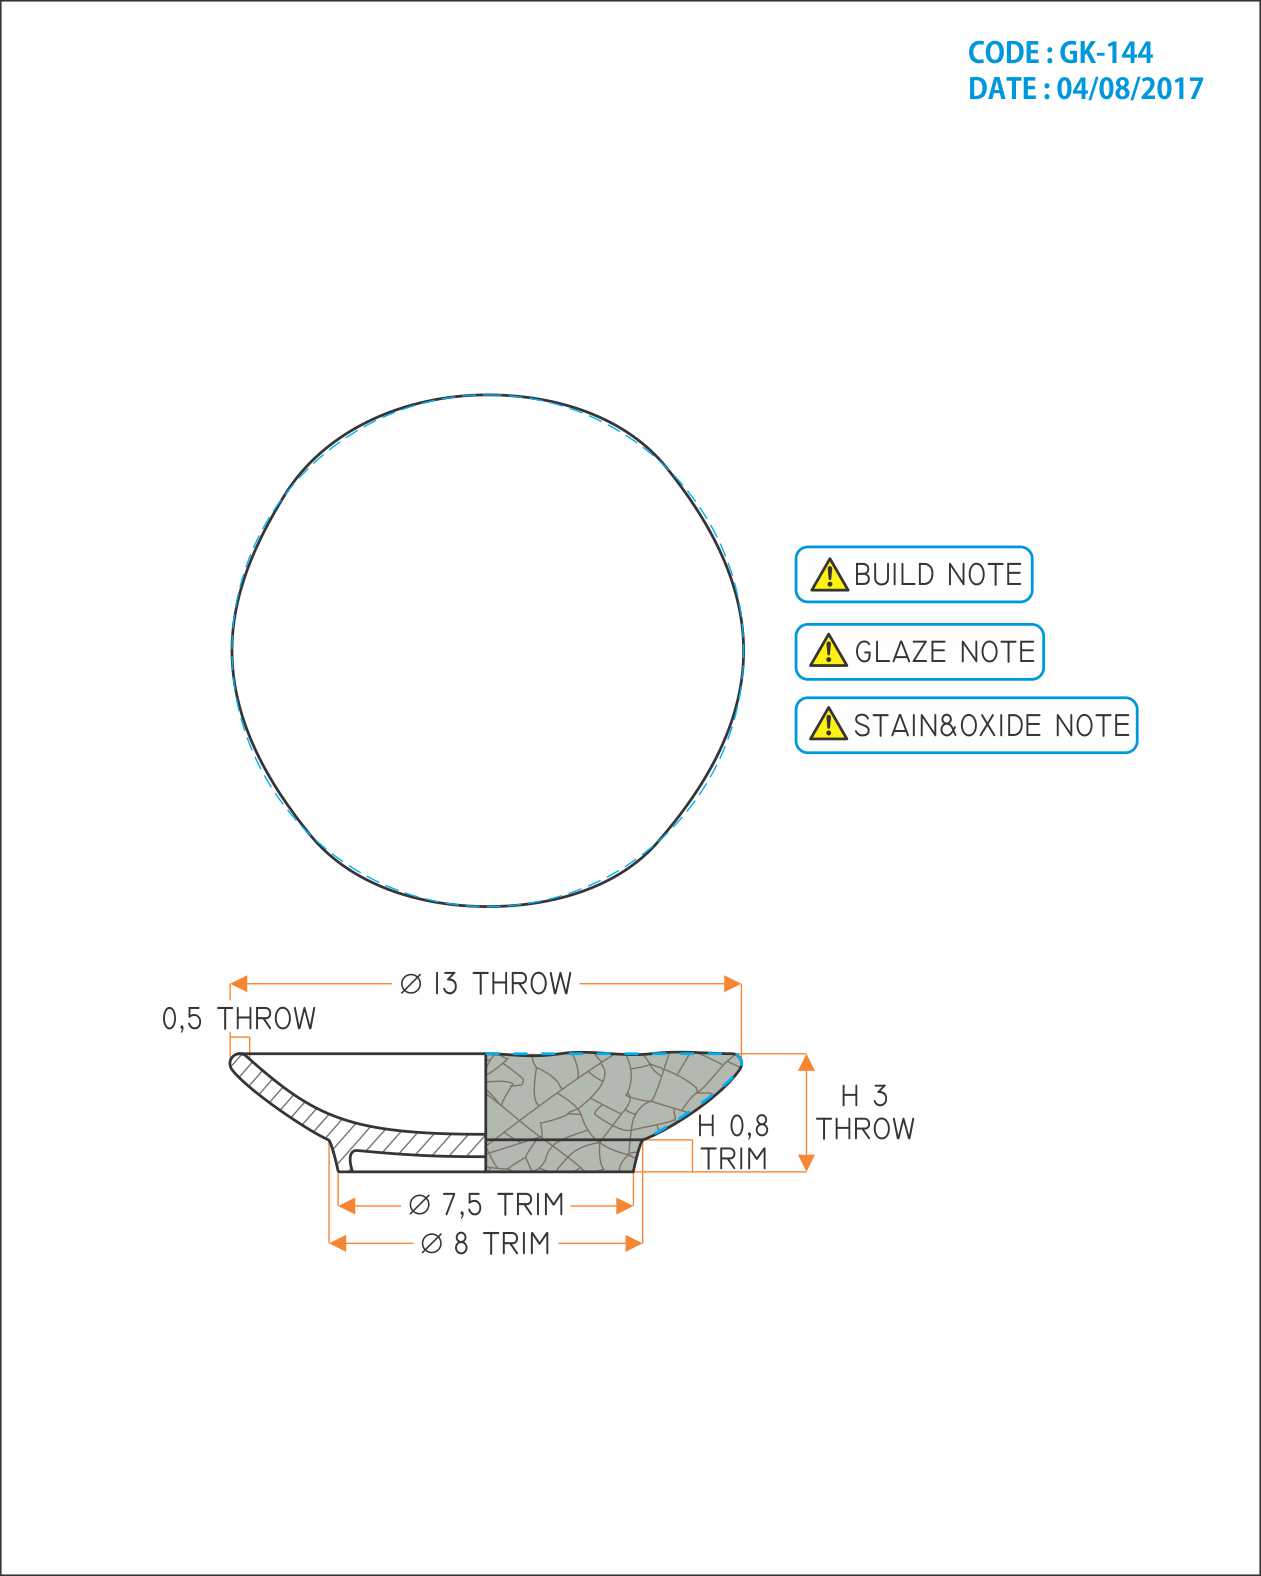 CODE : GK-144
DATE : 04/08/2017
BUILD NOTE
GLAZE NOTE
STAIN&OXIDE NOTE
Ø 13 THROW
0,5 THROW
H 3
THROW
H 0,8
TRIM
Ø 7,5 TRIM
Ø 8 TRIM